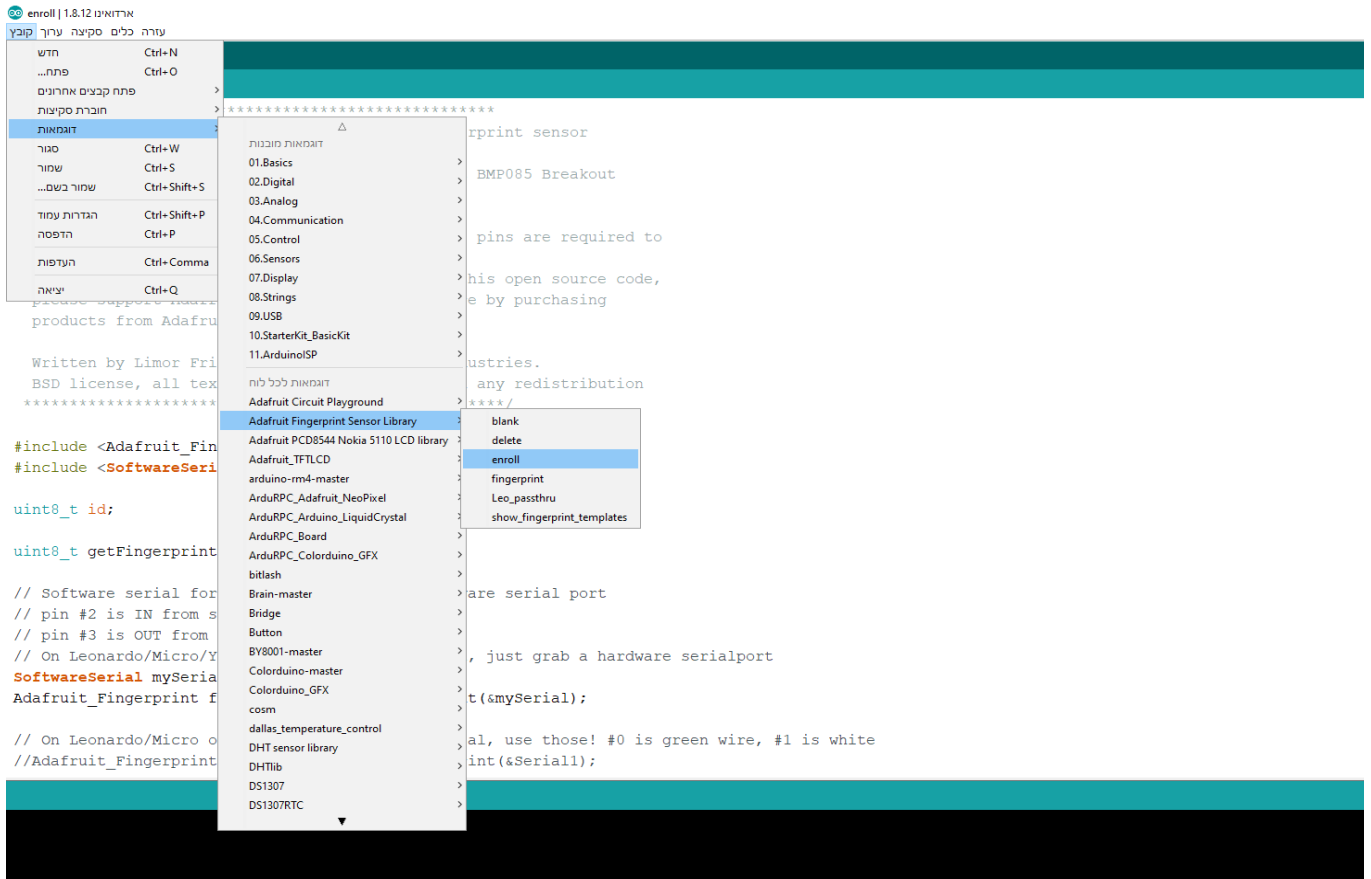 enroll | 1.8.12 ארדואינו
קובץ ערוך סקיצה כלים עזרה
חדש Ctrl+N
פתח... Ctrl+O
פתח קבצים אחרונים
חוברת סקיצות
דוגמאות
סגור Ctrl+W
שמור Ctrl+S
שמור בשם... Ctrl+Shift+S
הגדרות עמוד Ctrl+Shift+P
הדפסה Ctrl+P
העדפות Ctrl+Comma
יציאה Ctrl+Q
דוגמאות מובנות
01.Basics
02.Digital
03.Analog
04.Communication
05.Control
06.Sensors
07.Display
08.Strings
09.USB
10.StarterKit_BasicKit
11.ArduinoISP
דוגמאות לכל לוח
Adafruit Circuit Playground
Adafruit Fingerprint Sensor Library
Adafruit PCD8544 Nokia 5110 LCD library
Adafruit_TFTLCD
arduino-rm4-master
ArduRPC_Adafruit_NeoPixel
ArduRPC_Arduino_LiquidCrystal
ArduRPC_Board
ArduRPC_Colorduino_GFX
bitlash
Brain-master
Bridge
Button
BY8001-master
Colorduino-master
Colorduino_GFX
cosm
dallas_temperature_control
DHT sensor library
DHTlib
DS1307
DS1307RTC
blank
delete
enroll
fingerprint
Leo_passthru
show_fingerprint_templates
*****************************
rprint sensor
BMP085 Breakout
pins are required to
his open source code,
e by purchasing
products from Adafru
Written by Limor Fri ustries.
BSD license, all tex any redistribution
********************* ****/
#include <Adafruit_Fin
#include <SoftwareSeri
uint8_t id;
uint8_t getFingerprint
// Software serial for are serial port
// pin #2 is IN from s
// pin #3 is OUT from
// On Leonardo/Micro/Y , just grab a hardware serialport
SoftwareSerial mySeria
Adafruit_Fingerprint f t(&mySerial);
// On Leonardo/Micro o al, use those! #0 is green wire, #1 is white
//Adafruit_Fingerprint int(&Serial1);